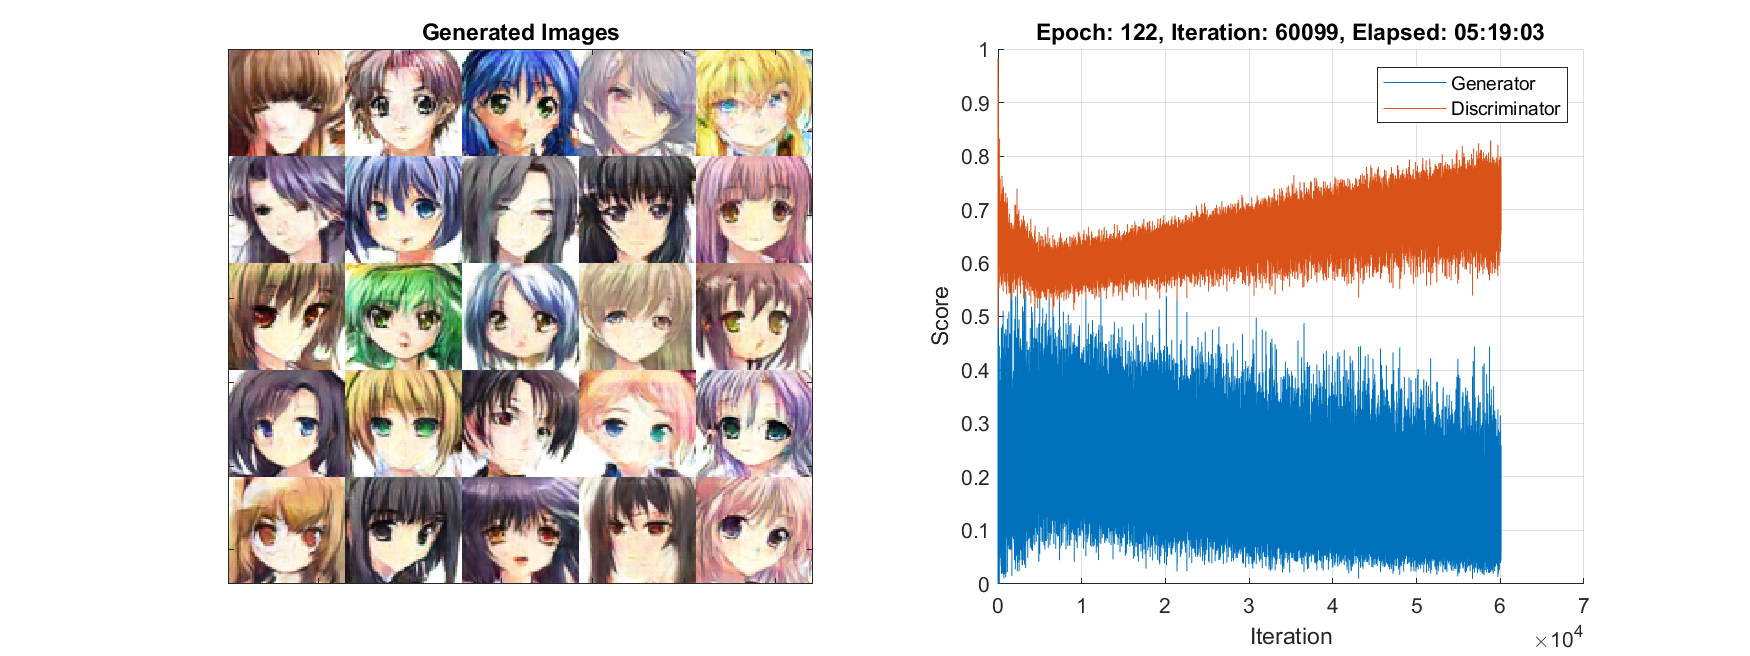 Generated Images
Epoch: 122, Iteration: 60099, Elapsed: 05:19:03
Generator
Discriminator
1
0.9
0.8
0.7
0.6
0.5
0.4
0.3
0.2
0.1
0
Score
0 1 2 3 4 5 6 7
×10⁴
Iteration